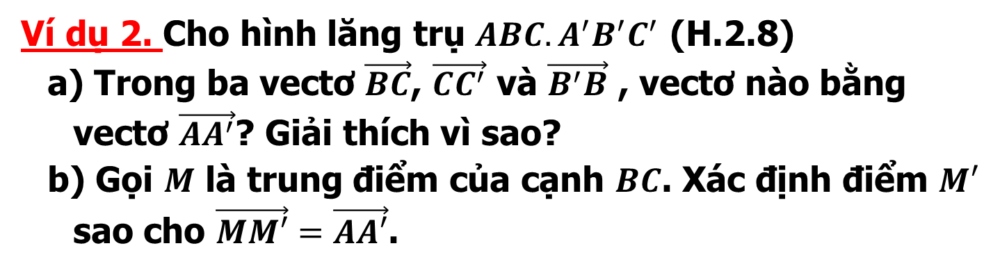 Ví dụ 2. Cho hình lăng trụ ABC.A′B′C′ (H.2.8)
a) Trong ba vectơ $\overrightarrow{BC}$, $\overrightarrow{CC'}$ và $\overrightarrow{B'B}$ , vectơ nào bằng
vectơ $\overrightarrow{AA'}$? Giải thích vì sao?
b) Gọi M là trung điểm của cạnh BC. Xác định điểm M′
sao cho $\overrightarrow{MM'} = \overrightarrow{AA'}$.